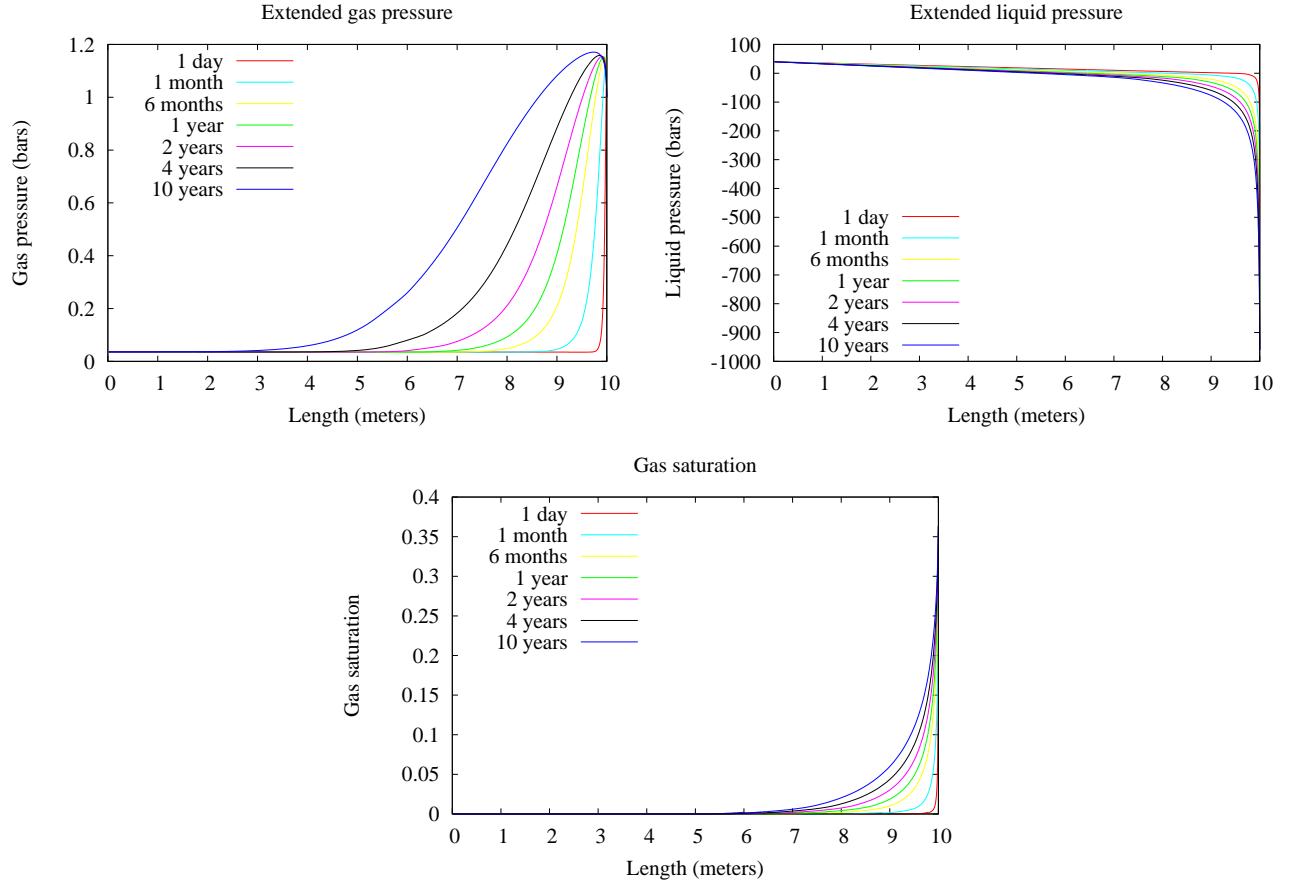 Extended gas pressure
Gas pressure (bars)
1.2
1
0.8
0.6
0.4
0.2
0
1 day
1 month
6 months
1 year
2 years
4 years
10 years
0 1 2 3 4 5 6 7 8 9 10
Length (meters)
Extended liquid pressure
Liquid pressure (bars)
100
0
-100
-200
-300
-400
-500
-600
-700
-800
-900
-1000
1 day
1 month
6 months
1 year
2 years
4 years
10 years
0 1 2 3 4 5 6 7 8 9 10
Length (meters)
Gas saturation
Gas saturation
0.4
0.35
0.3
0.25
0.2
0.15
0.1
0.05
0
1 day
1 month
6 months
1 year
2 years
4 years
10 years
0 1 2 3 4 5 6 7 8 9 10
Length (meters)